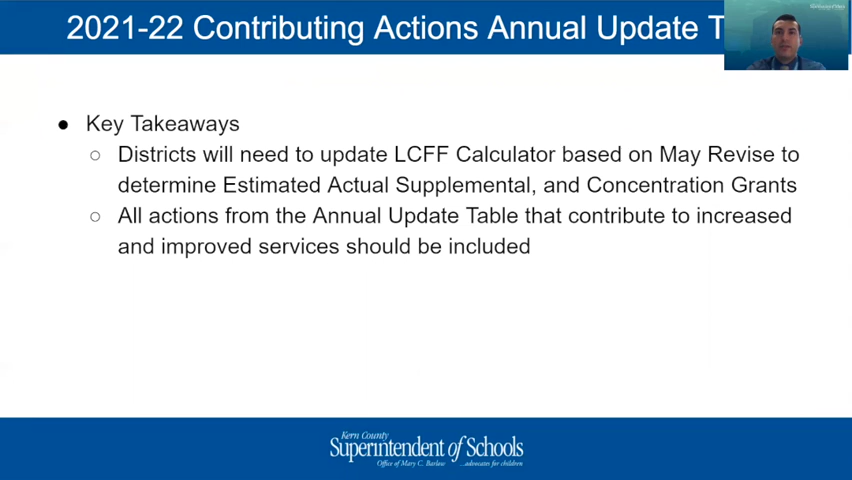 2021-22 Contributing Actions Annual Update T
● Key Takeaways
○ Districts will need to update LCFF Calculator based on May Revise to
determine Estimated Actual Supplemental, and Concentration Grants
○ All actions from the Annual Update Table that contribute to increased
and improved services should be included
Kern County
Superintendent of Schools
Office of Mary C. Barlow ...advocates for children